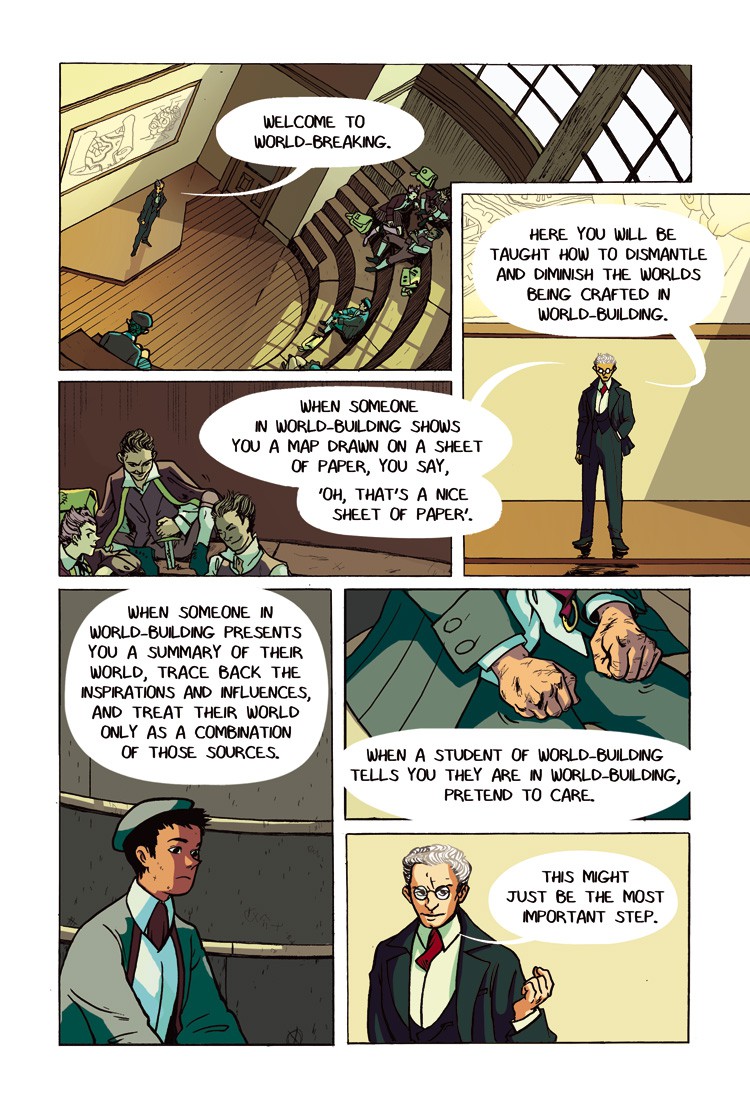 WELCOME TO
WORLD-BREAKING.
HERE YOU WILL BE
TAUGHT HOW TO DISMANTLE
AND DIMINISH THE WORLDS
BEING CRAFTED IN
WORLD-BUILDING.
WHEN SOMEONE
IN WORLD-BUILDING SHOWS
YOU A MAP DRAWN ON A SHEET
OF PAPER, YOU SAY,
'OH, THAT'S A NICE
SHEET OF PAPER'.
WHEN SOMEONE IN
WORLD-BUILDING PRESENTS
YOU A SUMMARY OF THEIR
WORLD, TRACE BACK THE
INSPIRATIONS AND INFLUENCES,
AND TREAT THEIR WORLD
ONLY AS A COMBINATION
OF THOSE SOURCES.
WHEN A STUDENT OF WORLD-BUILDING
TELLS YOU THEY ARE IN WORLD-BUILDING,
PRETEND TO CARE.
THIS MIGHT
JUST BE THE MOST
IMPORTANT STEP.